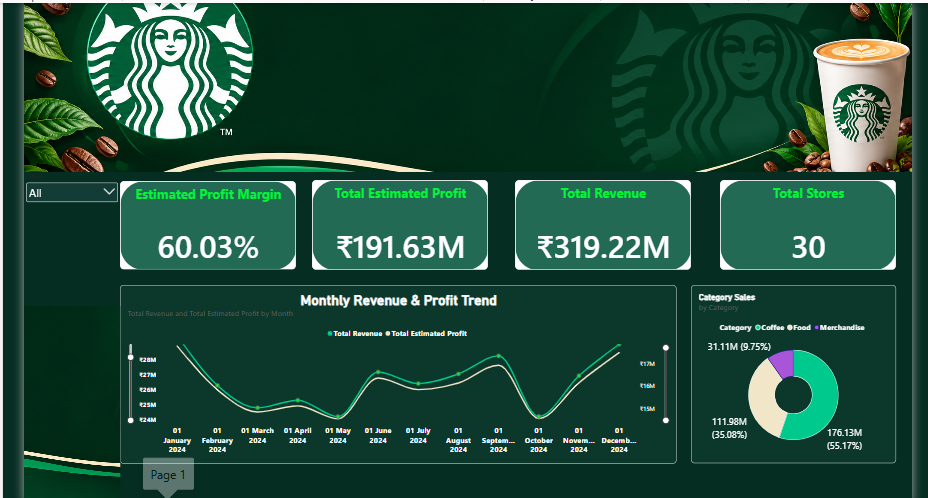 TM
All
Estimated Profit Margin
60.03%
Total Estimated Profit
₹191.63M
Total Revenue
₹319.22M
Total Stores
30
Monthly Revenue & Profit Trend
Total Revenue and Total Estimated Profit by Month
Total Revenue Total Estimated Profit
₹28M
₹27M
₹26M
₹25M
₹24M
₹17M
₹16M
₹15M
01 January 2024
01 February 2024
01 March 2024
01 April 2024
01 May 2024
01 June 2024
01 July 2024
01 August 2024
01 Septem... 2024
01 October 2024
01 Novem... 2024
01 Decemb... 2024
Category Sales
by Category
Category Coffee Food Merchandise
31.11M (9.75%)
111.98M
(35.08%)
176.13M
(55.17%)
Page 1